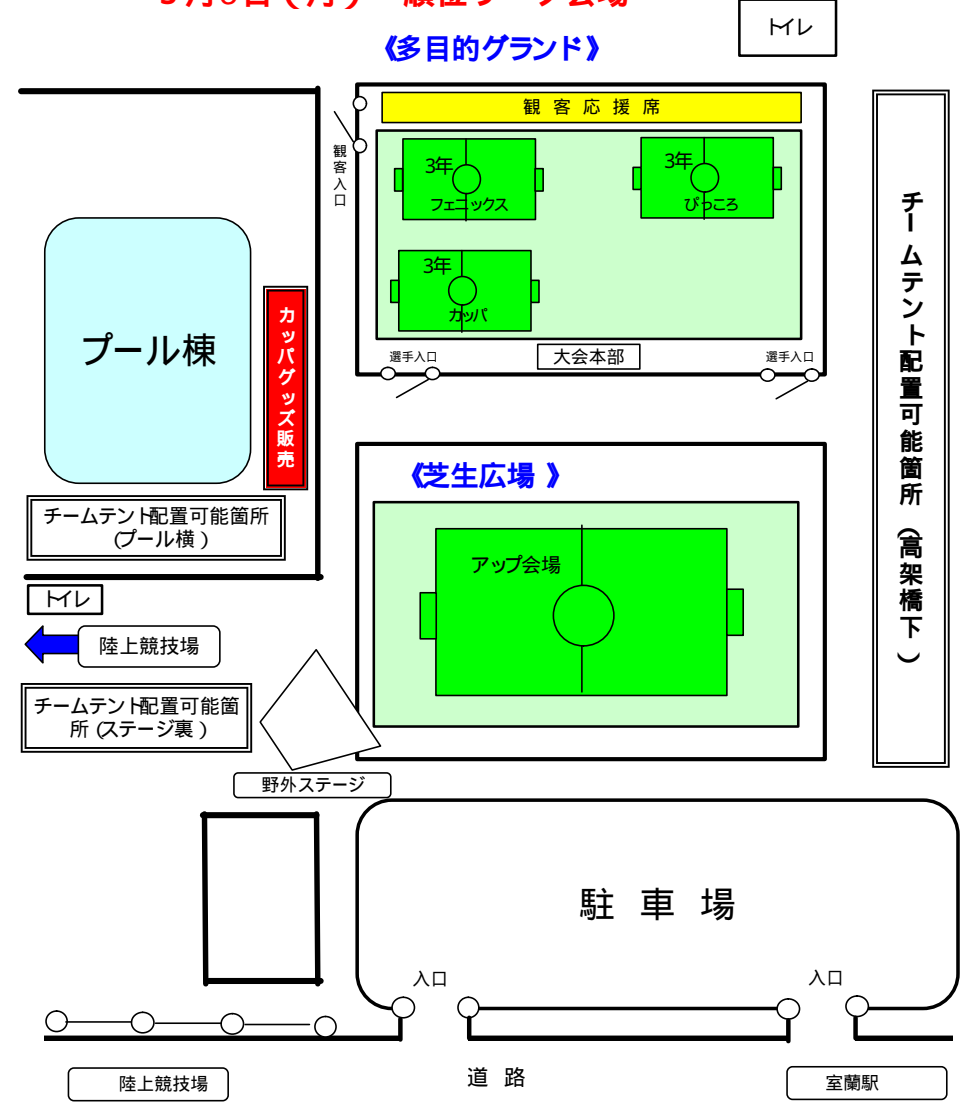 トイレ
《多目的グランド》
観客応援席
観客入口
3年
フェニックス
3年
ぴっころ
3年
カッパ
選手入口
大会本部
選手入口
プール棟
カッパグッズ販売
チームテント配置可能箇所(高架橋下)
《芝生広場 》
アップ会場
チームテント配置可能箇所
(プール横)
トイレ
陸上競技場
チームテント配置可能箇
所(ステージ裏)
野外ステージ
駐車場
入口
入口
道路
陸上競技場
室蘭駅